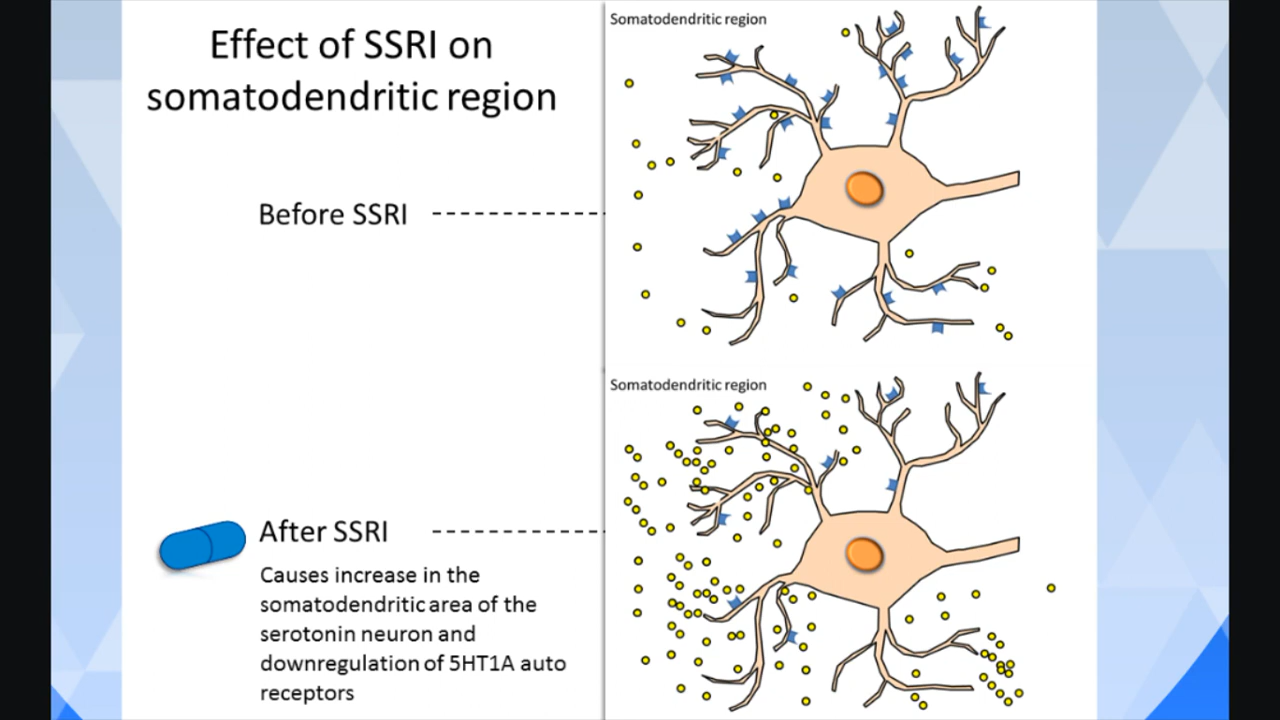 Effect of SSRI on
somatodendritic region
Somatodendritic region
Before SSRI
Somatodendritic region
After SSRI
Causes increase in the
somatodendritic area of the
serotonin neuron and
downregulation of 5HT1A auto
receptors